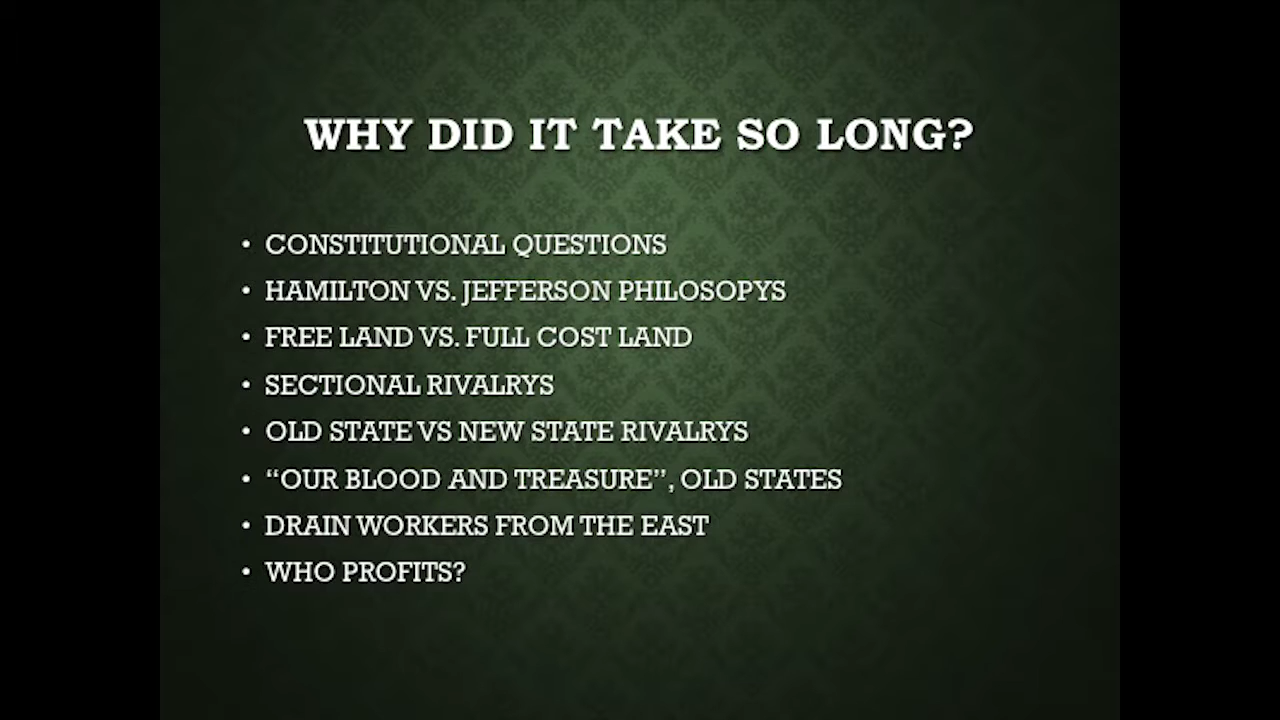 WHY DID IT TAKE SO LONG?
• CONSTITUTIONAL QUESTIONS
• HAMILTON VS. JEFFERSON PHILOSOPYS
• FREE LAND VS. FULL COST LAND
• SECTIONAL RIVALRYS
• OLD STATE VS NEW STATE RIVALRYS
• “OUR BLOOD AND TREASURE”, OLD STATES
• DRAIN WORKERS FROM THE EAST
• WHO PROFITS?